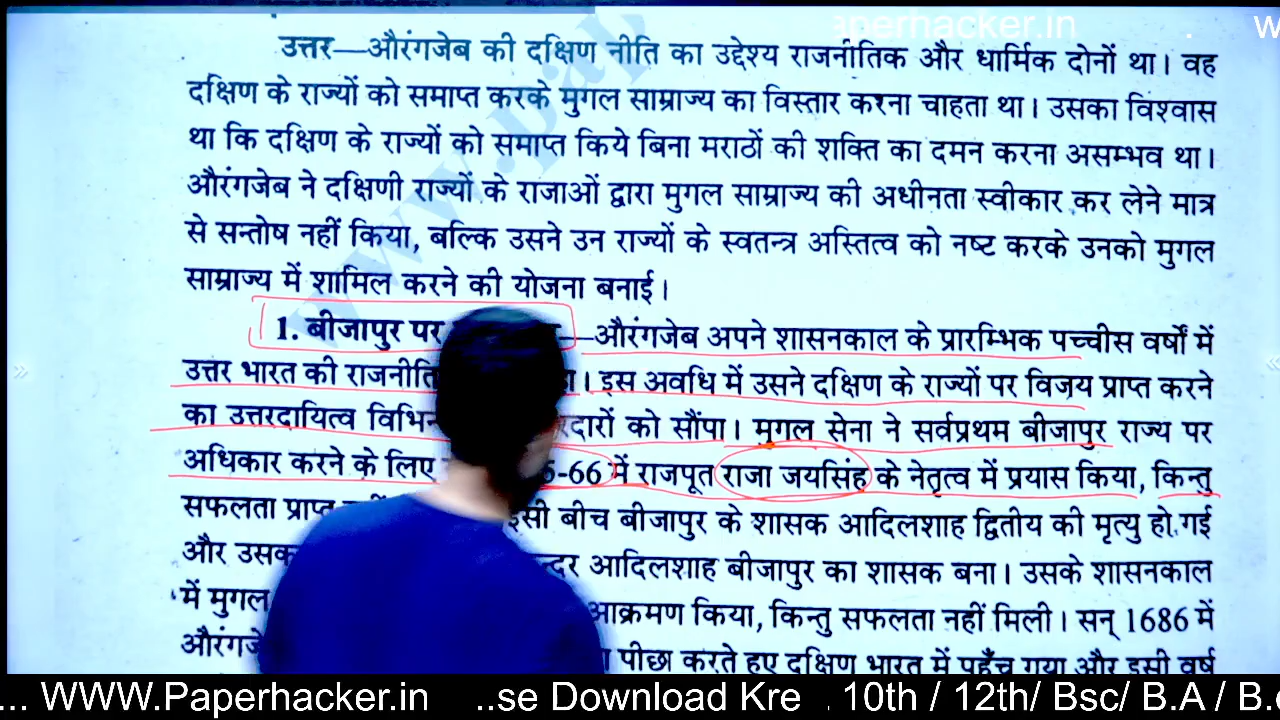 aperhacker.in . w
उत्तर—औरंगजेब की दक्षिण नीति का उद्देश्य राजनीतिक और धार्मिक दोनों था। वह
दक्षिण के राज्यों को समाप्त करके मुगल साम्राज्य का विस्तार करना चाहता था। उसका विश्वास
था कि दक्षिण के राज्यों को समाप्त किये बिना मराठों की शक्ति का दमन करना असम्भव था।
औरंगजेब ने दक्षिणी राज्यों के राजाओं द्वारा मुगल साम्राज्य की अधीनता स्वीकार कर लेने मात्र
से सन्तोष नहीं किया, बल्कि उसने उन राज्यों के स्वतन्त्र अस्तित्व को नष्ट करके उनको मुगल
साम्राज्य में शामिल करने की योजना बनाई।
1. बीजापुर पर —औरंगजेब अपने शासनकाल के प्रारम्भिक पच्चीस वर्षों में
उत्तर भारत की राजनीति । इस अवधि में उसने दक्षिण के राज्यों पर विजय प्राप्त करने
का उत्तरदायित्व को सौंपा। मुगल सेना ने सर्वप्रथम बीजापुर राज्य पर
अधिकार करने के लिए -66 में राजपूत राजा जयसिंह के नेतृत्व में प्रयास किया, किन्तु
सफलता प्राप्त इसी बीच बीजापुर के शासक आदिलशाह द्वितीय की मृत्यु हो गई
और आदिलशाह बीजापुर का शासक बना। उसके शासनकाल
में मुगल आक्रमण किया, किन्तु सफलता नहीं मिली। सन् 1686 में
पीछा करते हुए दक्षिण भारत में पहुँच गया और इसी वर्ष
... WWW.Paperhacker.in ..se Download Kre . 10th / 12th/ Bsc/ B.A / B.